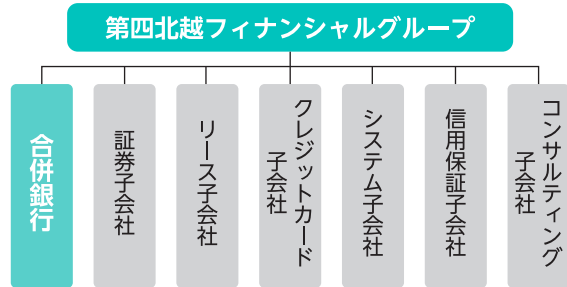 第四北越フィナンシャルグループ
合併銀行
証券子会社
リース子会社
クレジットカード
子会社
システム子会社
信用保証子会社
コンサルティング
子会社